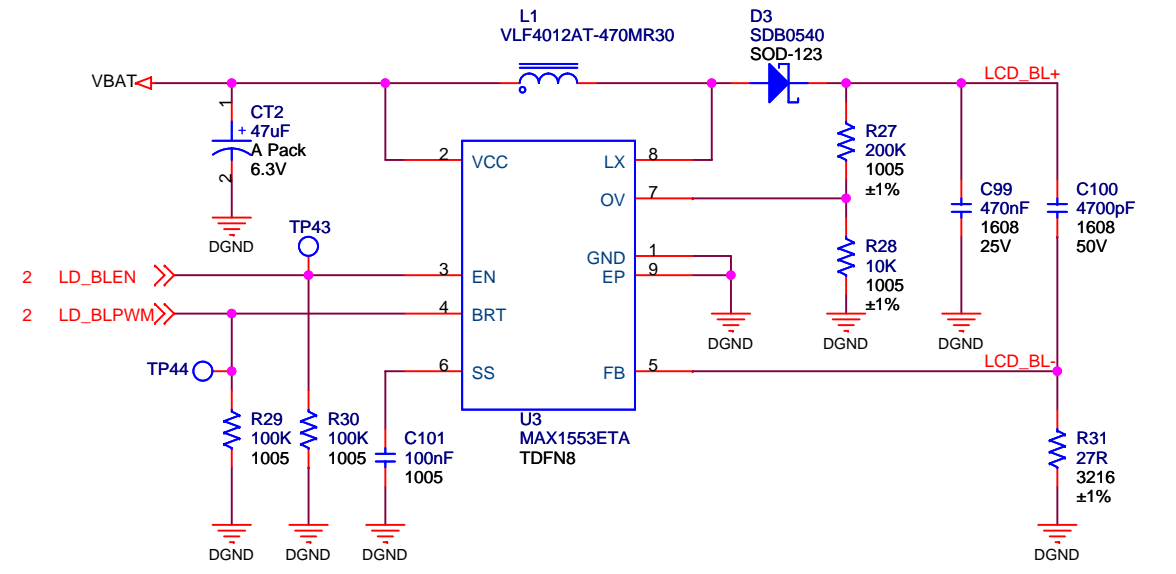 L1
VLF4012AT-470MR30
D3
SDB0540
SOD-123
VBAT
LCD_BL+
1
CT2
+ 47uF
A Pack
6.3V
2
DGND
R27
200K
1005
±1%
2 VCC
LX 8
OV 7
C99
470nF
1608
25V
C100
4700pF
1608
50V
TP43
R28
10K
1005
±1%
GND 1
EP 9
2 LD_BLEN
3 EN
2 LD_BLPWM
4 BRT
DGND
DGND
DGND
LCD_BL-
TP44
6 SS
FB 5
U3
MAX1553ETA
TDFN8
R29
100K
1005
R30
100K
1005
C101
100nF
1005
R31
27R
3216
±1%
DGND
DGND
DGND
DGND